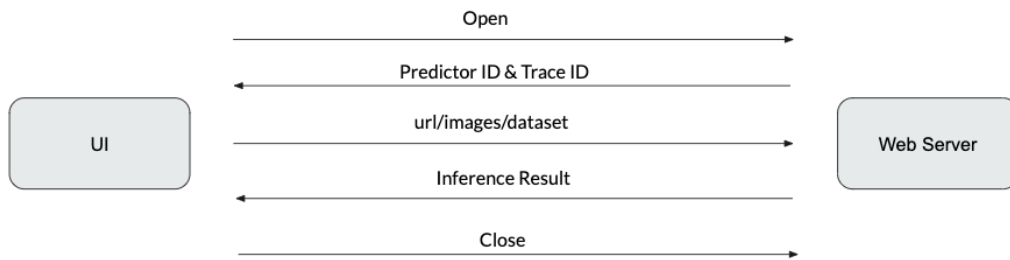 Open
Predictor ID & Trace ID
url/images/dataset
UI
Web Server
Inference Result
Close